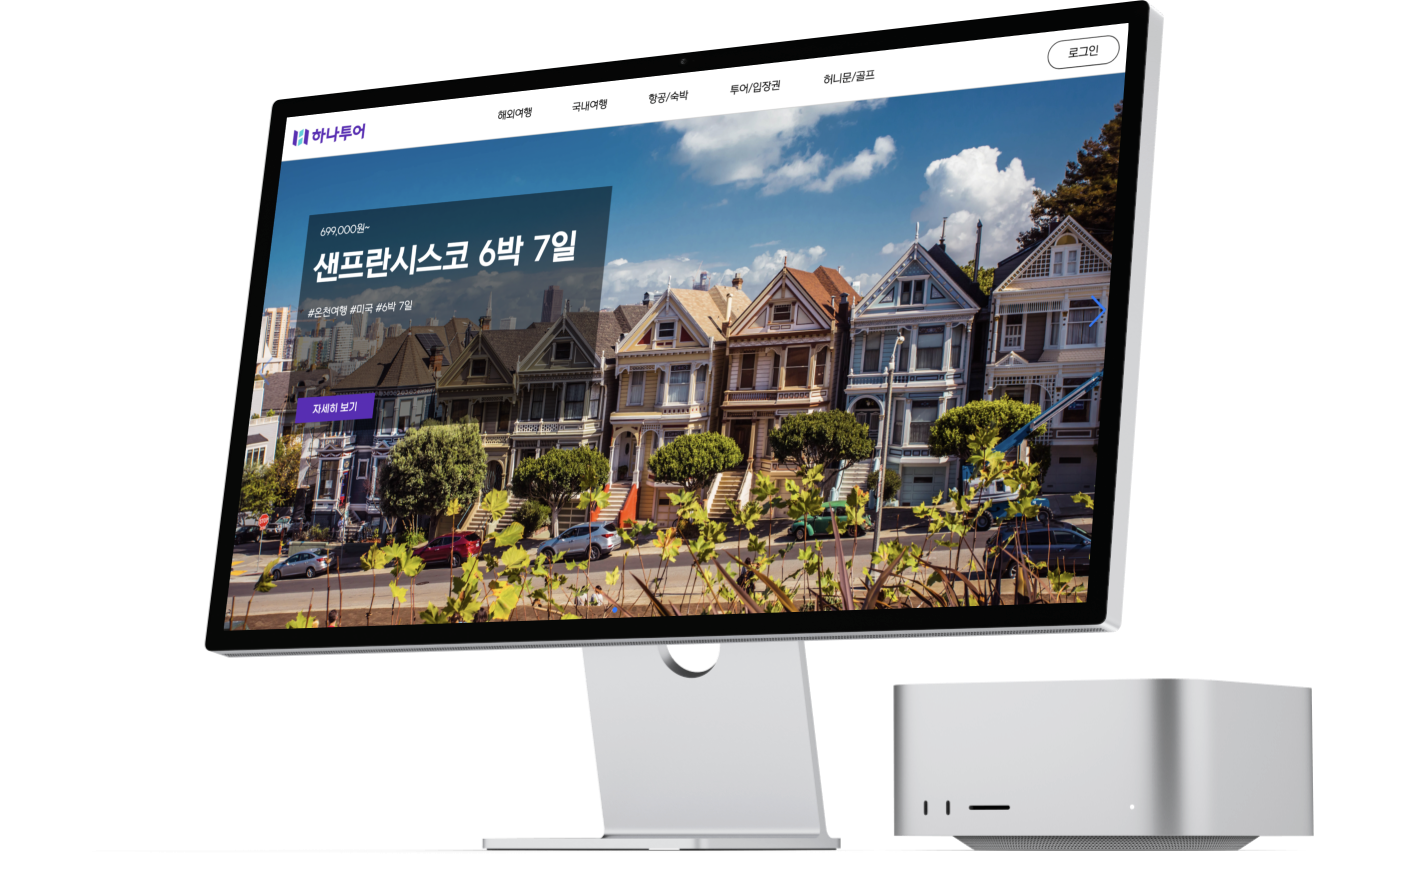 하나투어
해외여행
국내여행
항공/숙박
투어/입장권
허니문/골프
로그인
699,000원~
샌프란시스코 6박 7일
#온천여행 #미국 #6박 7일
자세히 보기